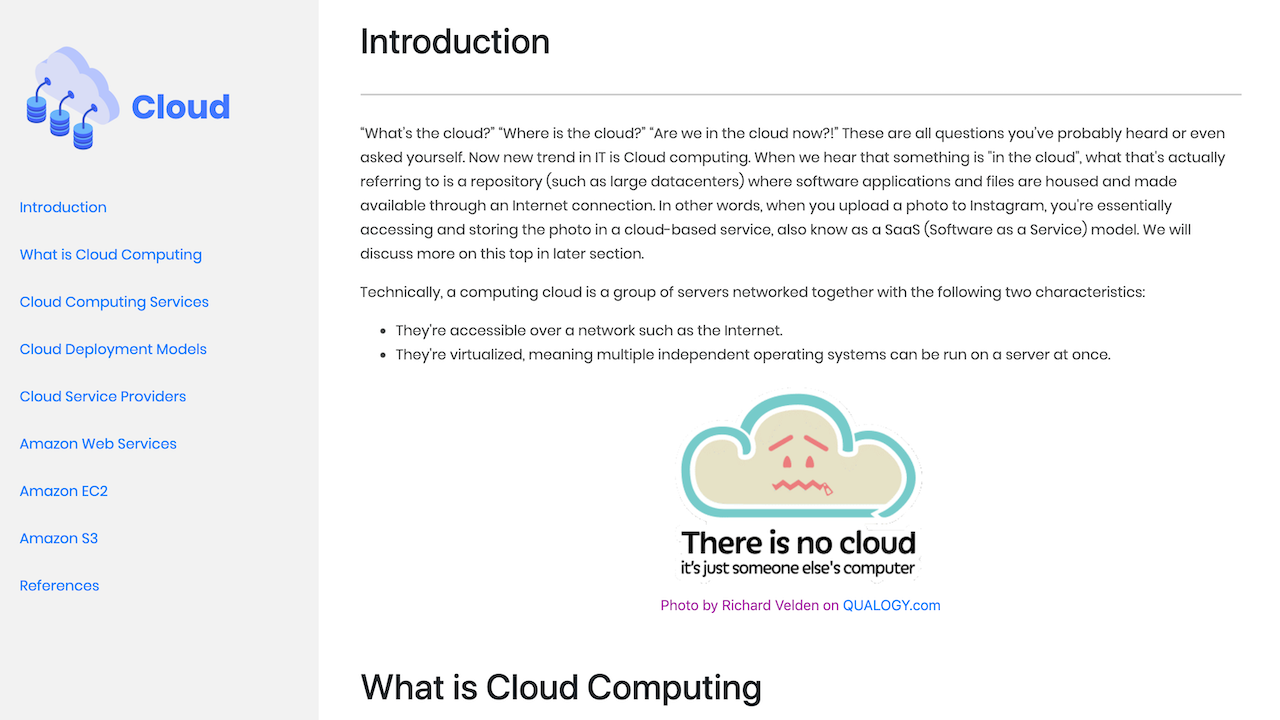 Cloud
Introduction
What is Cloud Computing
Cloud Computing Services
Cloud Deployment Models
Cloud Service Providers
Amazon Web Services
Amazon EC2
Amazon S3
References
Introduction
“What's the cloud?” “Where is the cloud?” “Are we in the cloud now?!” These are all questions you've probably heard or even
asked yourself. Now new trend in IT is Cloud computing. When we hear that something is "in the cloud", what that's actually
referring to is a repository (such as large datacenters) where software applications and files are housed and made
available through an Internet connection. In other words, when you upload a photo to Instagram, you're essentially
accessing and storing the photo in a cloud-based service, also know as a SaaS (Software as a Service) model. We will
discuss more on this top in later section.
Technically, a computing cloud is a group of servers networked together with the following two characteristics:
• They're accessible over a network such as the Internet.
• They're virtualized, meaning multiple independent operating systems can be run on a server at once.
There is no cloud
it's just someone else's computer
Photo by Richard Velden on QUALOGY.com
What is Cloud Computing